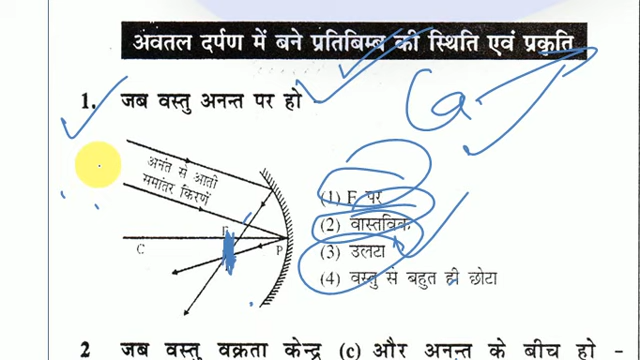 अवतल दर्पण में बने प्रतिबिम्ब की स्थिति एवं प्रकृति
1. जब वस्तु अनन्त पर हो
अनंत से आती
समांतर किरणें
(1) F पर
(2) वास्तविक
F
C
P
(3) उलटा
(4) वस्तु से बहुत ही छोटा
2 जब वस्तु वक्रता केन्द्र (c) और अनन्त के बीच हो -